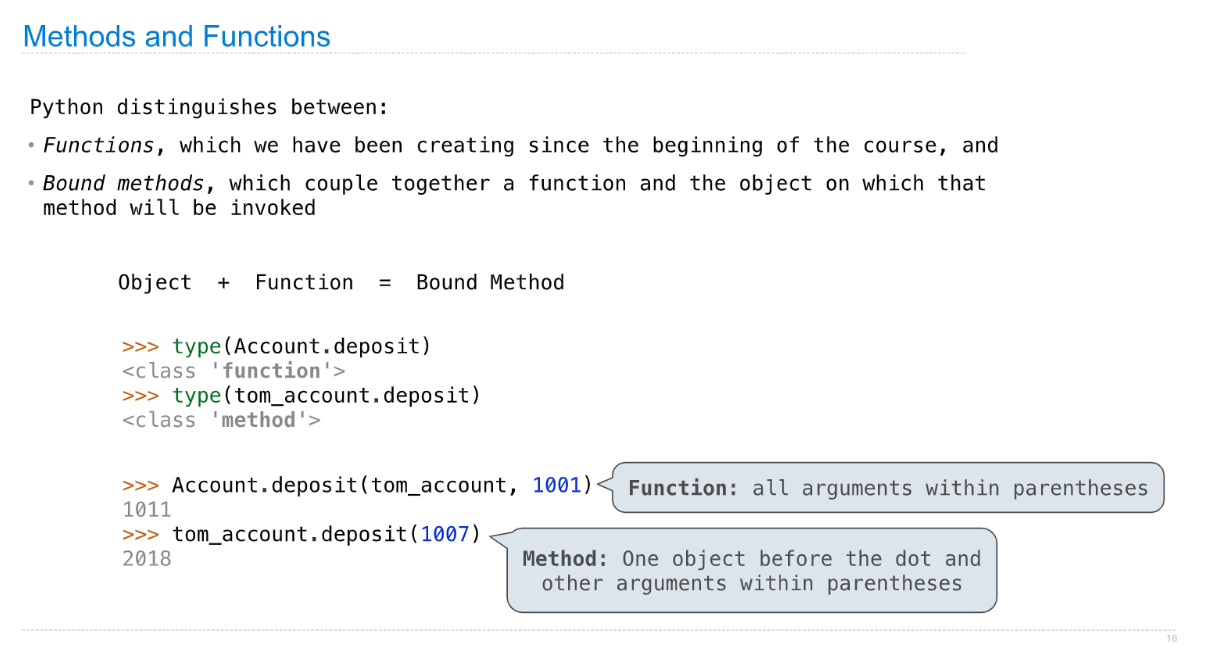 Methods and Functions
Python distinguishes between:
• Functions, which we have been creating since the beginning of the course, and
• Bound methods, which couple together a function and the object on which that
method will be invoked
Object + Function = Bound Method
>>> type(Account.deposit)
<class 'function'>
>>> type(tom_account.deposit)
<class 'method'>
>>> Account.deposit(tom_account, 1001)
Function: all arguments within parentheses
1011
>>> tom_account.deposit(1007)
2018
Method: One object before the dot and
other arguments within parentheses
16